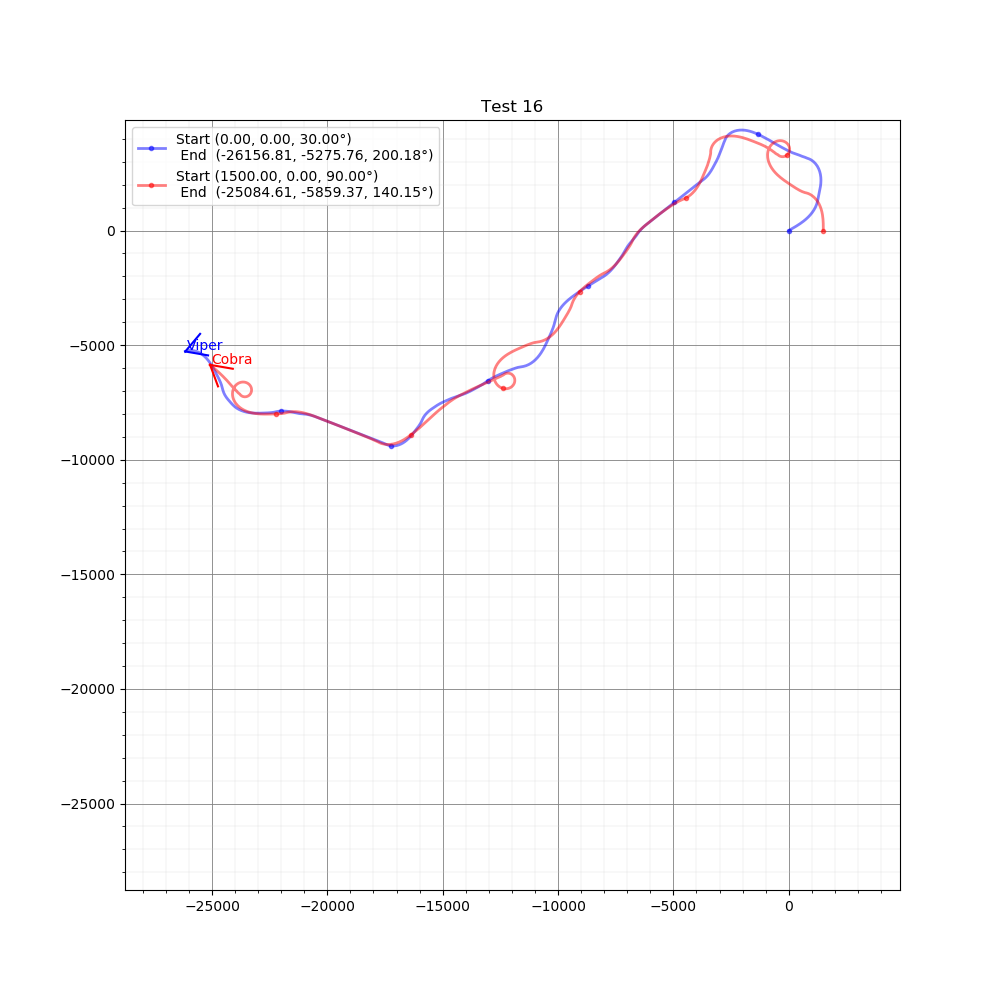 Test 16
Start (0.00, 0.00, 30.00°)
End (-26156.81, -5275.76, 200.18°)
Start (1500.00, 0.00, 90.00°)
End (-25084.61, -5859.37, 140.15°)
0
−5000
−10000
−15000
−20000
−25000
Viper
Cobra
−25000
−20000
−15000
−10000
−5000
0